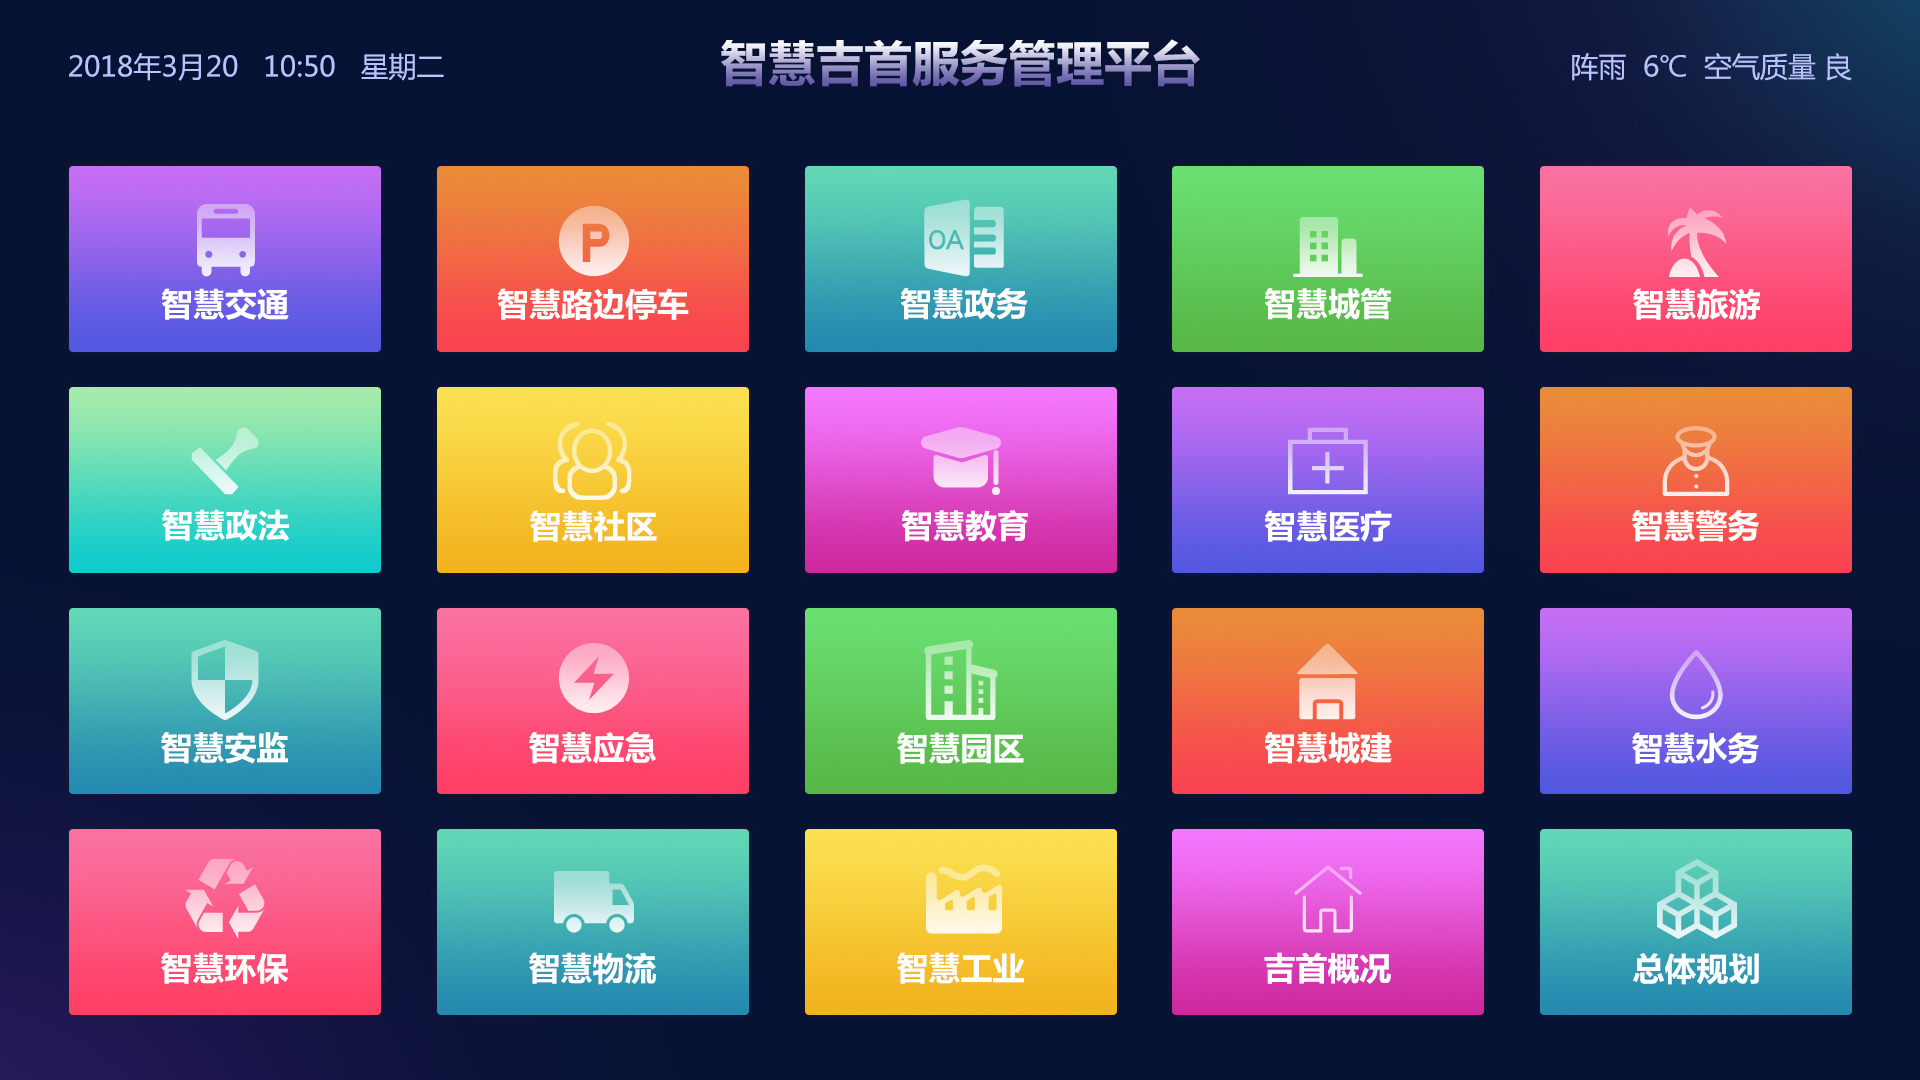 2018年3月20 10:50 星期二
智慧吉首服务管理平台
阵雨 6℃ 空气质量 良
智慧交通
P
智慧路边停车
OA
智慧政务
智慧城管
智慧旅游
智慧政法
智慧社区
智慧教育
智慧医疗
智慧警务
智慧安监
智慧应急
智慧园区
智慧城建
智慧水务
智慧环保
智慧物流
智慧工业
吉首概况
总体规划